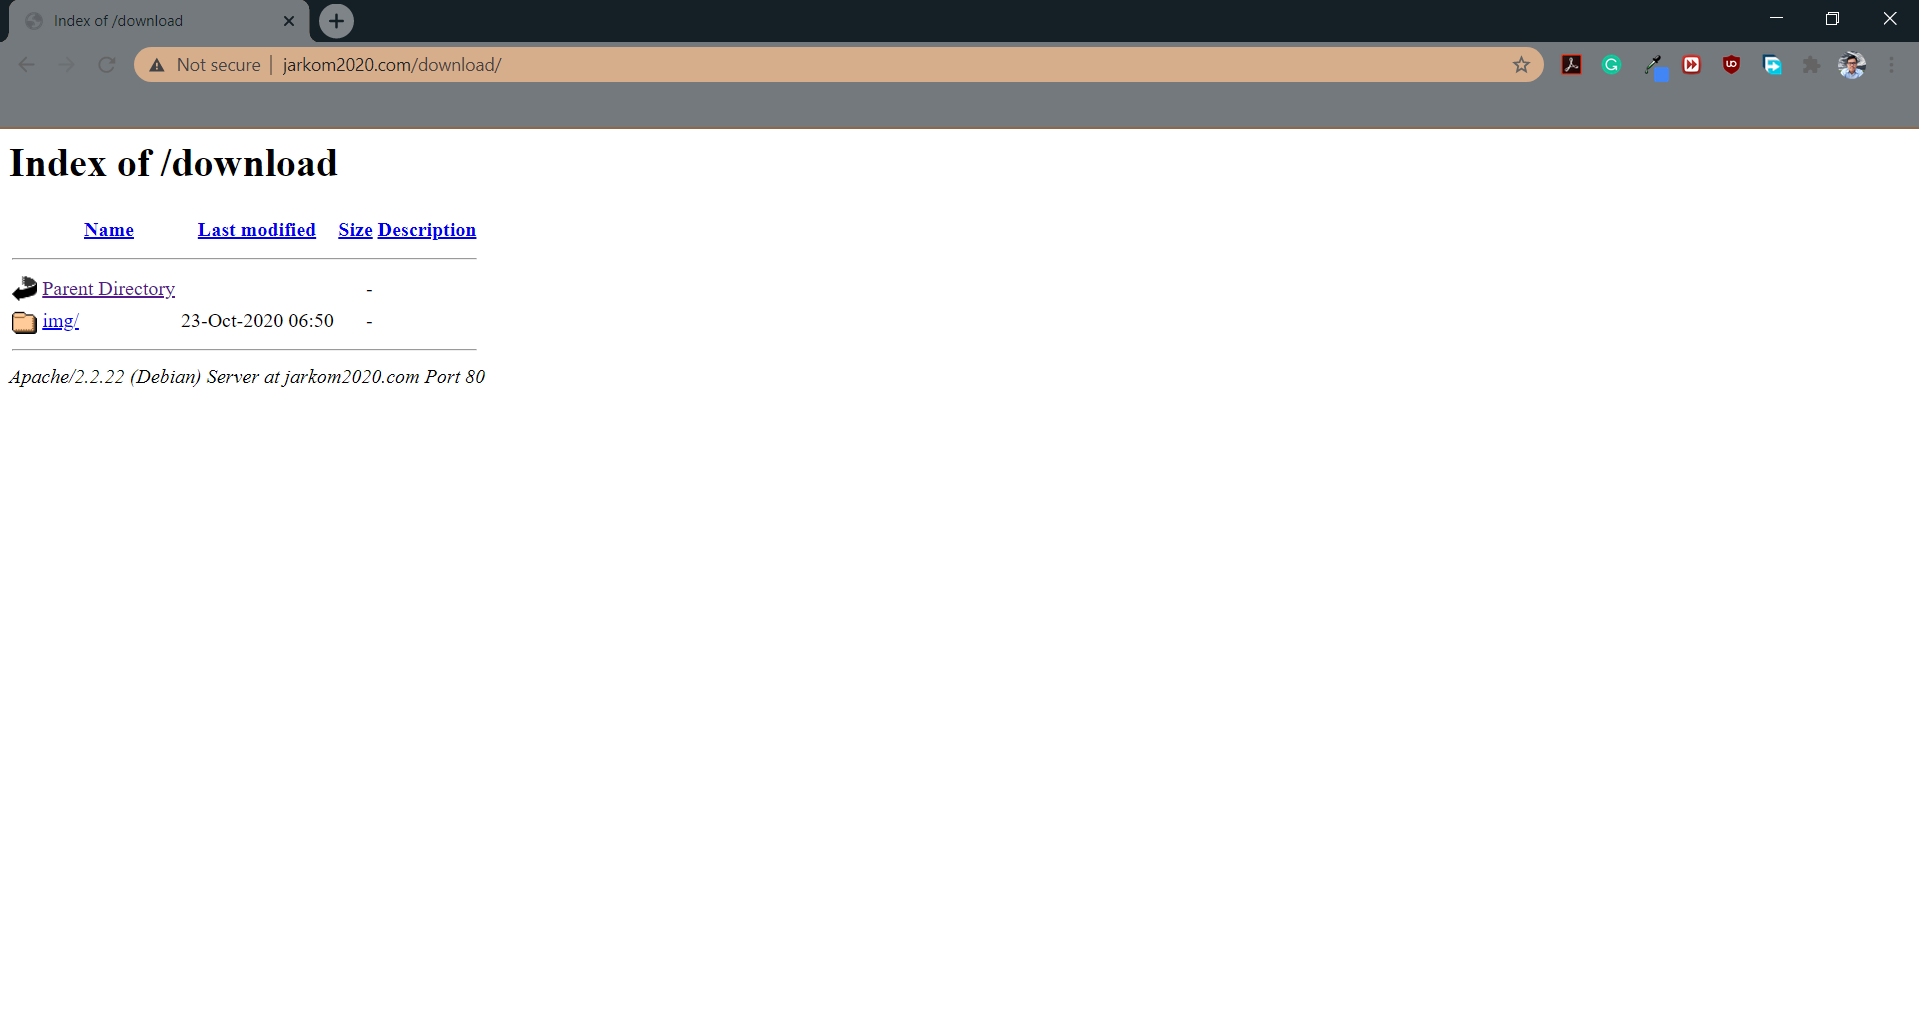 Index of /download
Not secure | jarkom2020.com/download/
Index of /download
Name Last modified Size Description
Parent Directory -
img/ 23-Oct-2020 06:50 -
Apache/2.2.22 (Debian) Server at jarkom2020.com Port 80